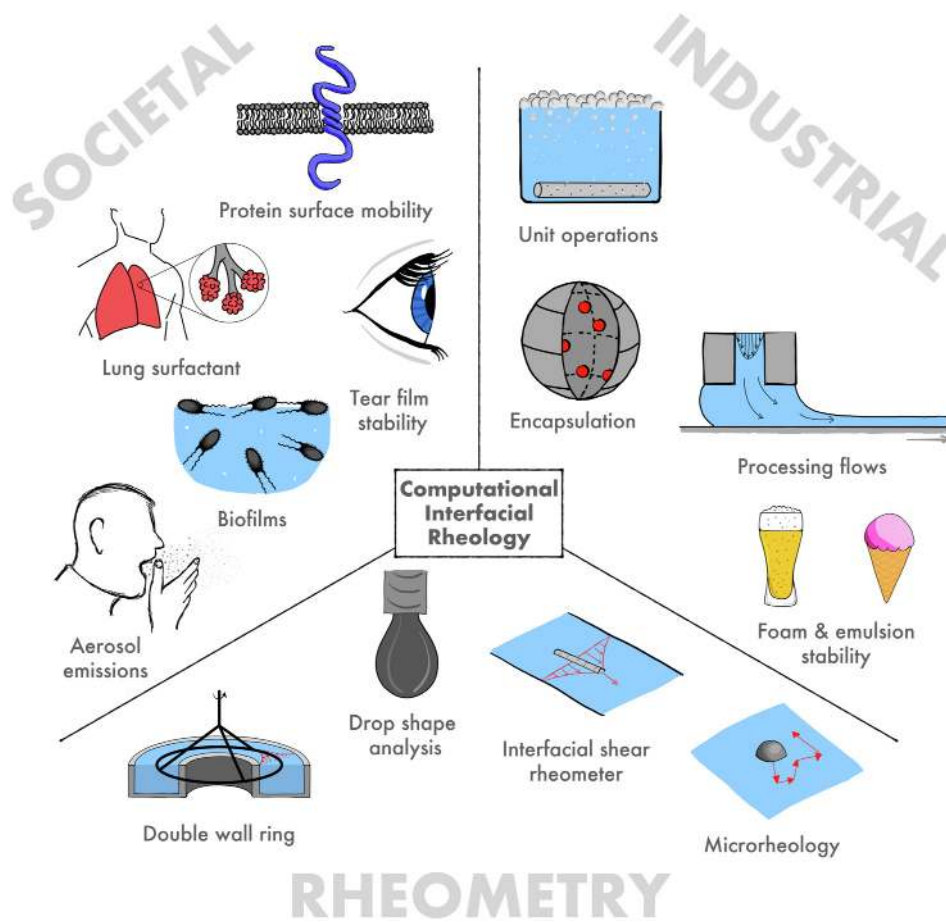 SOCIETAL
INDUSTRIAL
Protein surface mobility
Unit operations
Lung surfactant
Tear film
stability
Encapsulation
Processing flows
Biofilms
Computational
Interfacial
Rheology
Aerosol
emissions
Foam & emulsion
stability
Drop shape
analysis
Interfacial shear
rheometer
Double wall ring
Microrheology
RHEOMETRY